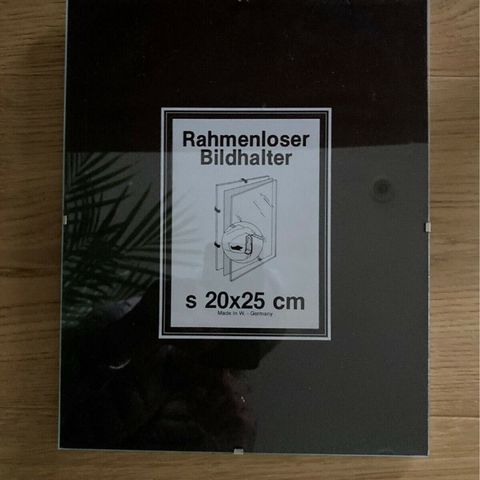 Rahmenloser
Bildhalter
s 20x25 cm
Made in W. - Germany